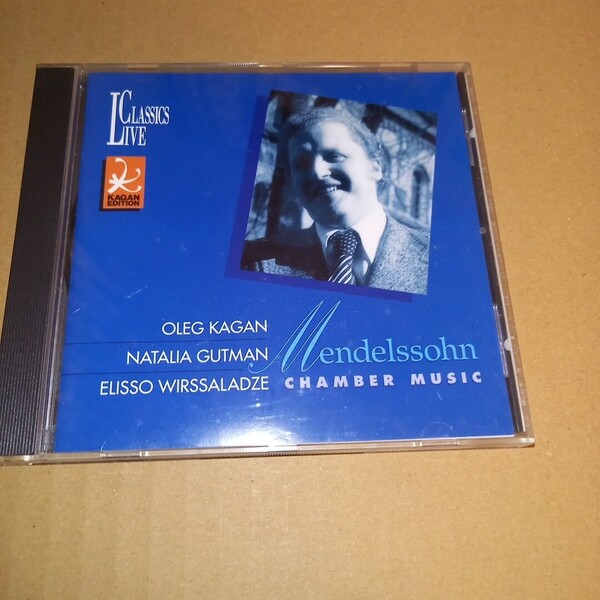 LIVE CLASSICS
KAGAN
EDITION
OLEG KAGAN
NATALIA GUTMAN
ELISSO WIRSSALADZE
Mendelssohn
CHAMBER MUSIC